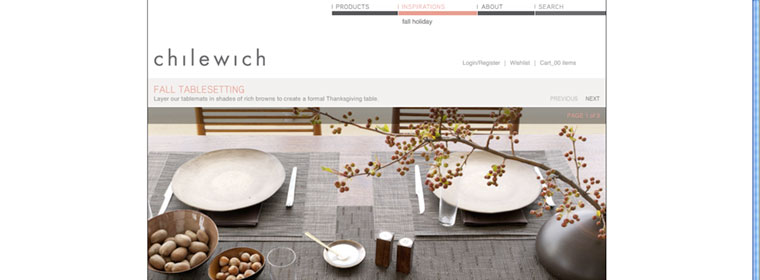 PRODUCTS INSPIRATIONS ABOUT SEARCH
fall holiday
chilewich
Login/Register | Wishlist | Cart_00 items
FALL TABLESETTING
Layer our tablemats in shades of rich browns to create a formal Thanksgiving table.
PREVIOUS NEXT
PAGE 1 of 3